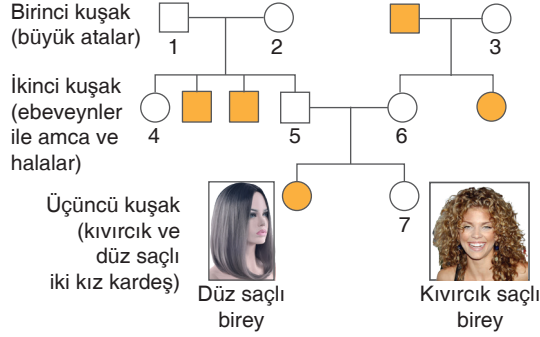 Birinci kuşak
(büyük atalar)
1
2
3
İkinci kuşak
(ebeveynler
ile amca ve
halalar)
4
5
6
Üçüncü kuşak
(kıvırcık ve
düz saçlı
iki kız kardeş)
7
Düz saçlı
birey
Kıvırcık saçlı
birey